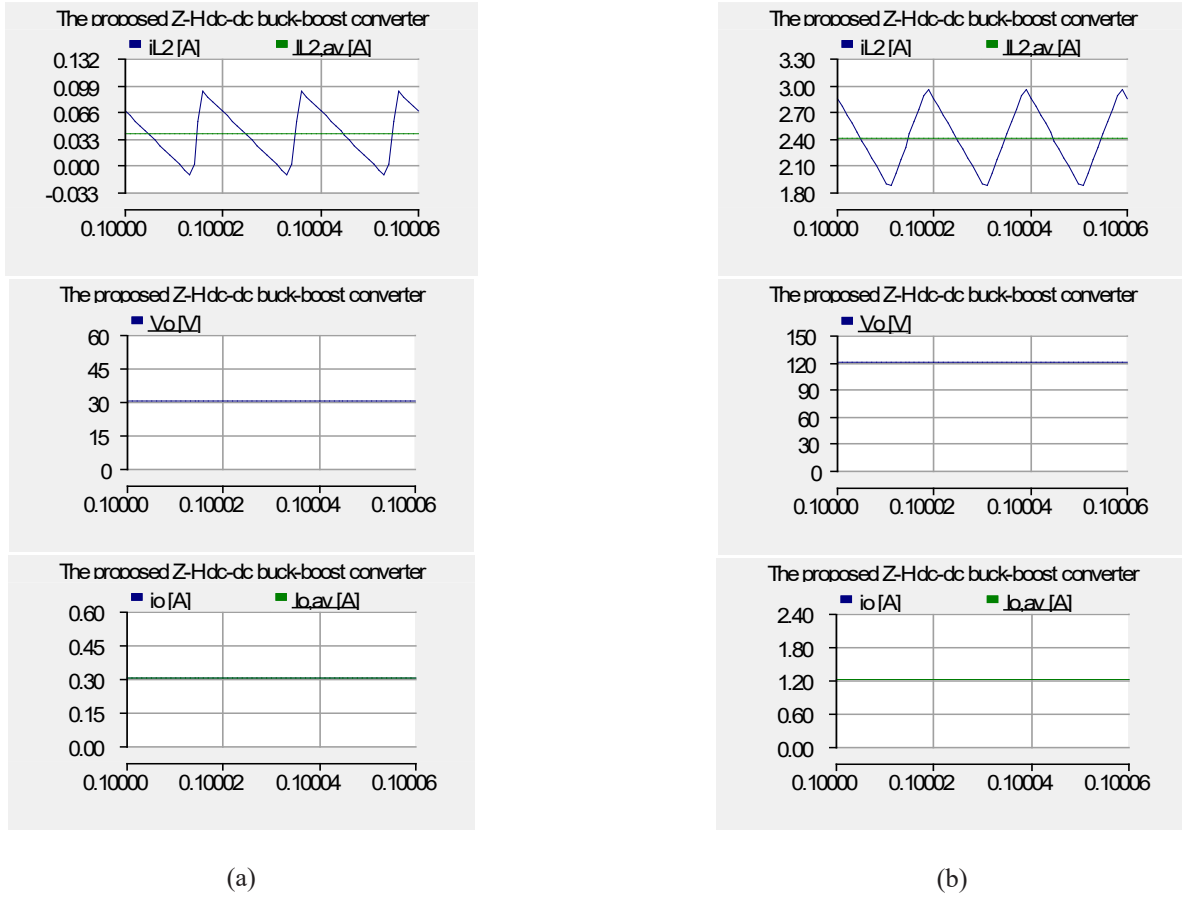 The proposed Z-H dc-dc buck-boost converter
iL2 [A] IL2,av [A]
0.132
0.099
0.066
0.033
0.000
-0.033
0.10000 0.10002 0.10004 0.10006
The proposed Z-H dc-dc buck-boost converter
Vo [V]
60
45
30
15
0
0.10000 0.10002 0.10004 0.10006
The proposed Z-H dc-dc buck-boost converter
io [A] Io,av [A]
0.60
0.45
0.30
0.15
0.00
0.10000 0.10002 0.10004 0.10006
(a)
The proposed Z-H dc-dc buck-boost converter
iL2 [A] IL2,av [A]
3.30
3.00
2.70
2.40
2.10
1.80
0.10000 0.10002 0.10004 0.10006
The proposed Z-H dc-dc buck-boost converter
Vo [V]
150
120
90
60
30
0
0.10000 0.10002 0.10004 0.10006
The proposed Z-H dc-dc buck-boost converter
io [A] Io,av [A]
2.40
1.80
1.20
0.60
0.00
0.10000 0.10002 0.10004 0.10006
(b)